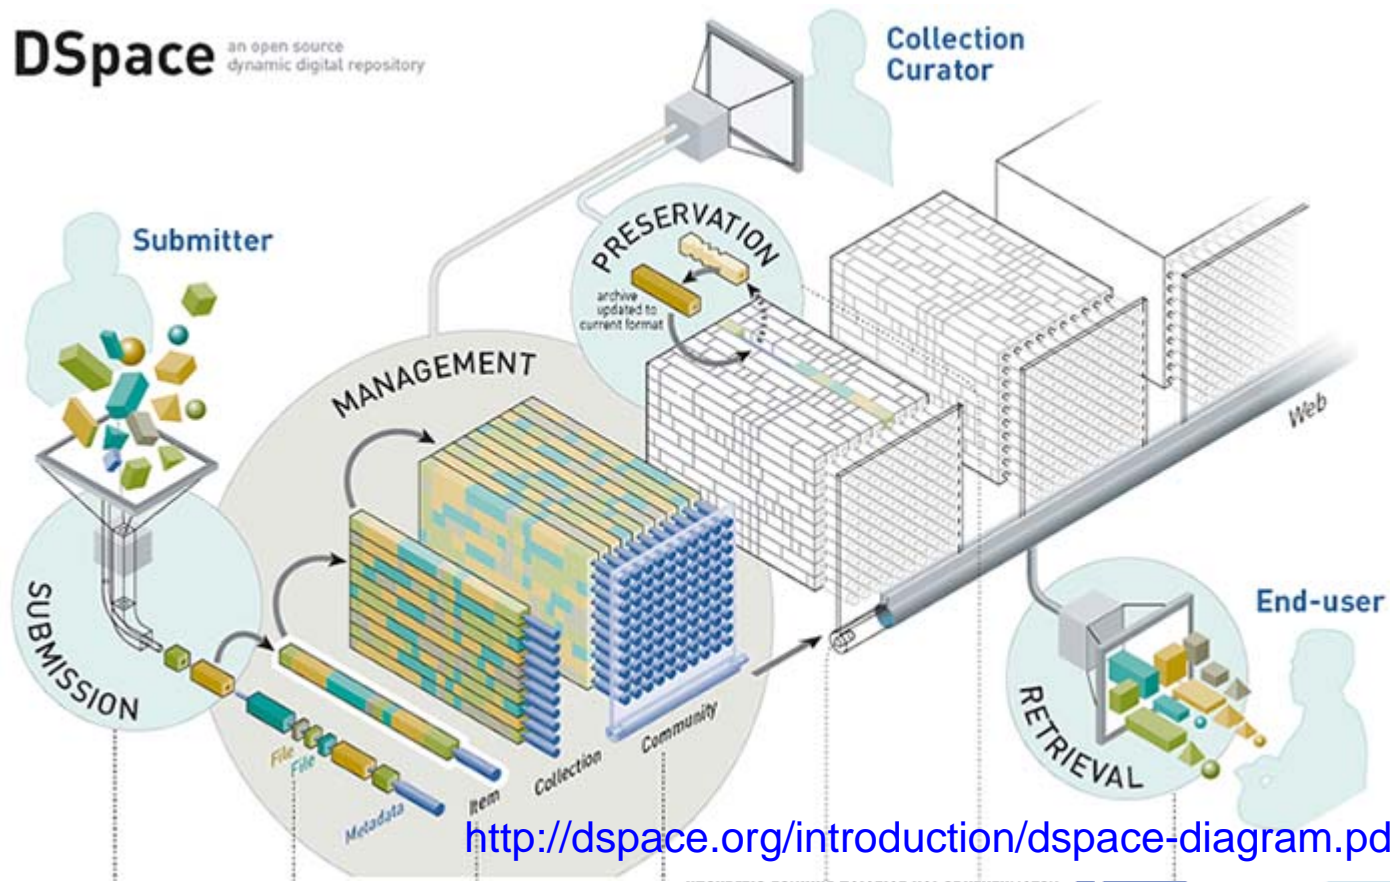 DSpace
an open source
dynamic digital repository
Collection
Curator
Submitter
PRESERVATION
archive
updated to
current format
MANAGEMENT
Web
SUBMISSION
End-user
RETRIEVAL
File
File
Metadata
Item
Collection
Community
http://dspace.org/introduction/dspace-diagram.pd